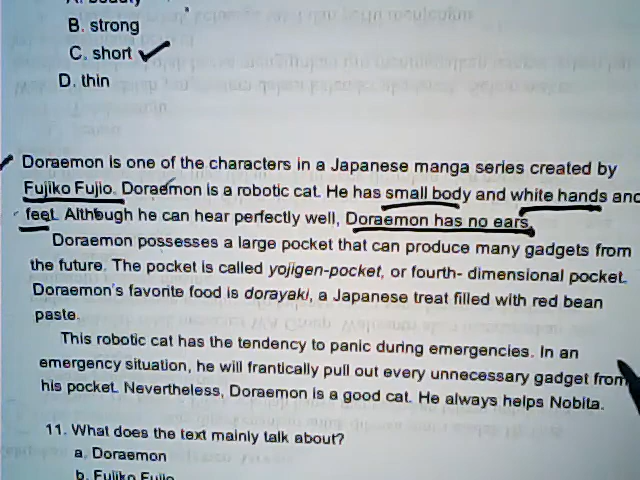 B. strong
C. short
D. thin
Doraemon is one of the characters in a Japanese manga series created by
Fujiko Fujio. Doraemon is a robotic cat. He has small body and white hands and
feet. Although he can hear perfectly well, Doraemon has no ears.
Doraemon possesses a large pocket that can produce many gadgets from
the future. The pocket is called yojigen-pocket, or fourth- dimensional pocket.
Doraemon's favorite food is dorayaki, a Japanese treat filled with red bean
paste.
This robotic cat has the tendency to panic during emergencies. In an
emergency situation, he will frantically pull out every unnecessary gadget from
his pocket. Nevertheless, Doraemon is a good cat. He always helps Nobita.
11. What does the text mainly talk about?
a. Doraemon
b. Fujiko Fujio